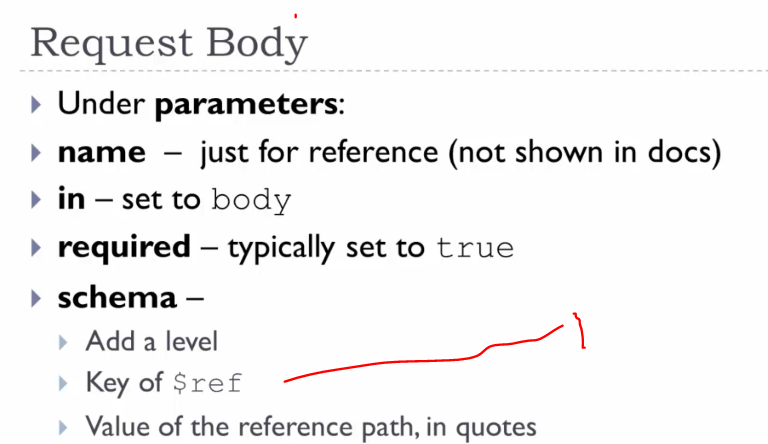 Request Body
Under parameters:
name – just for reference (not shown in docs)
in – set to body
required – typically set to true
schema –
Add a level
Key of $ref
Value of the reference path, in quotes